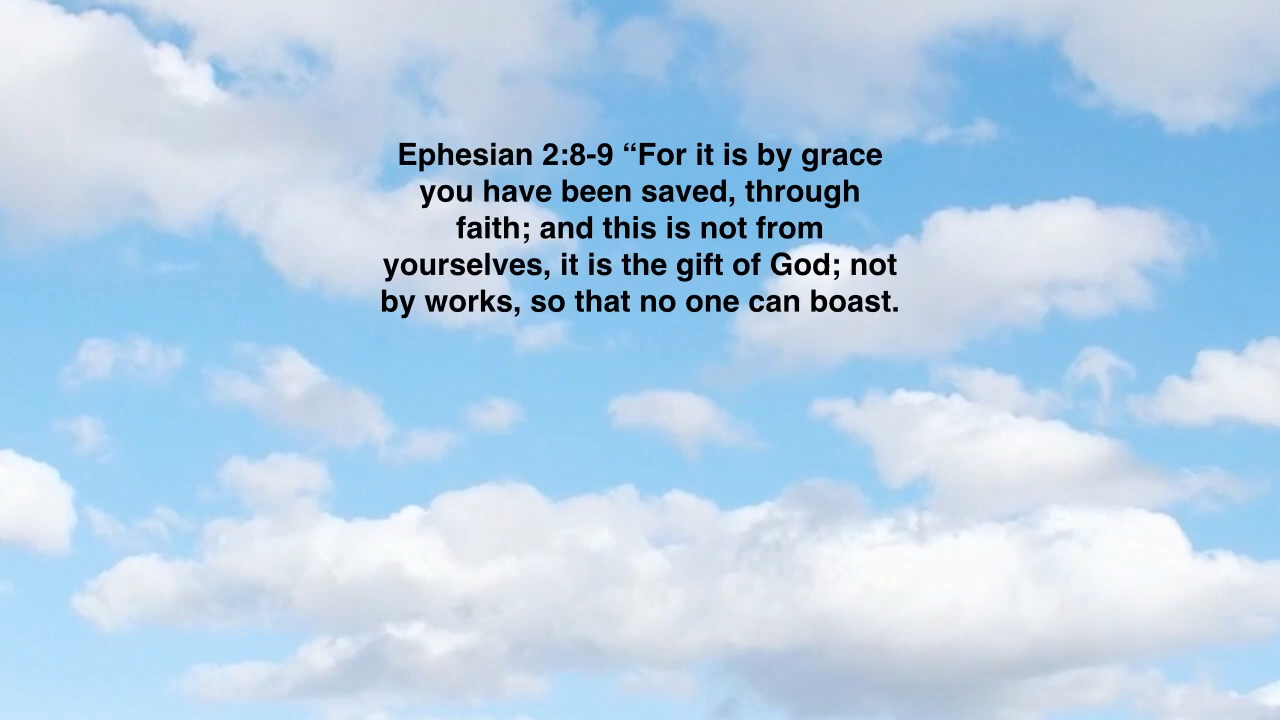 Ephesian 2:8-9 “For it is by grace
you have been saved, through
faith; and this is not from
yourselves, it is the gift of God; not
by works, so that no one can boast.